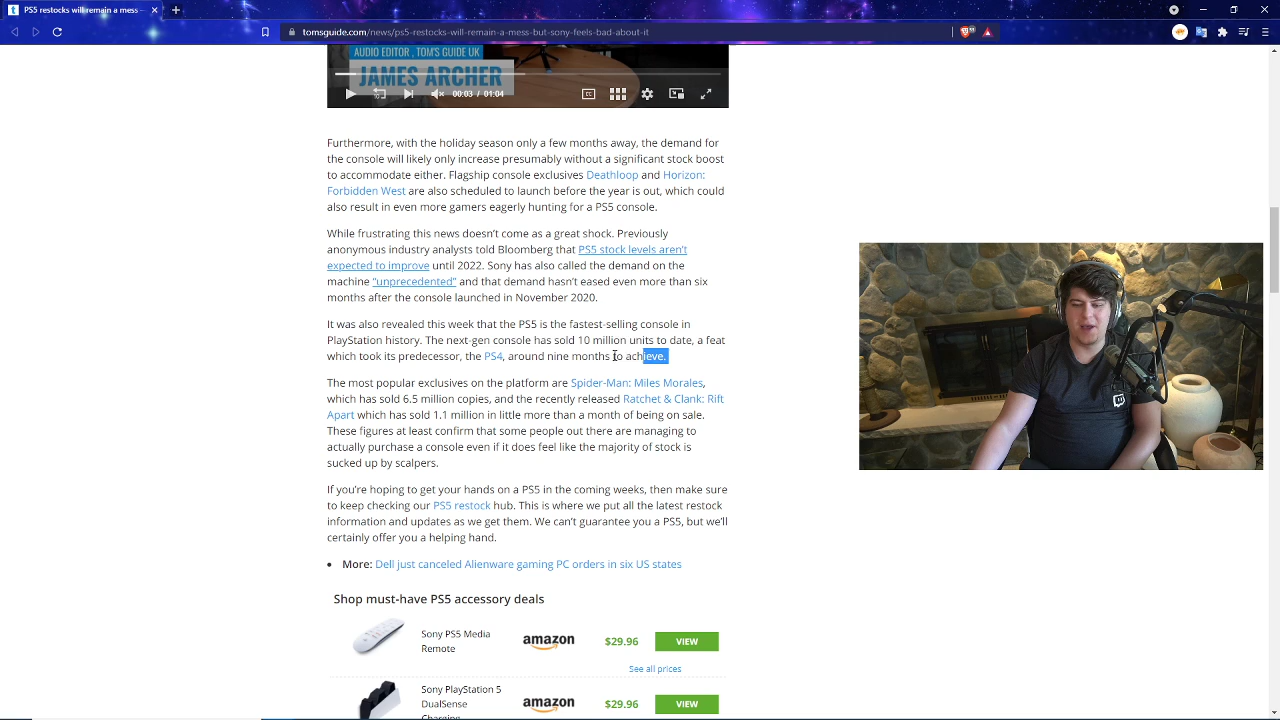 PS5 restocks will remain a mess —
tomsguide.com/news/ps5-restocks-will-remain-a-mess-but-sony-feels-bad-about-it
AUDIO EDITOR , TOM'S GUIDE UK
JAMES ARCHER
00:03 / 01:04
Furthermore, with the holiday season only a few months away, the demand for
the console will likely only increase presumably without a significant stock boost
to accommodate either. Flagship console exclusives Deathloop and Horizon:
Forbidden West are also scheduled to launch before the year is out, which could
also result in even more gamers eagerly hunting for a PS5 console.
While frustrating this news doesn't come as a great shock. Previously
anonymous industry analysts told Bloomberg that PS5 stock levels aren't
expected to improve until 2022. Sony has also called the demand on the
machine "unprecedented" and that demand hasn't eased even more than six
months after the console launched in November 2020.
It was also revealed this week that the PS5 is the fastest-selling console in
PlayStation history. The next-gen console has sold 10 million units to date, a feat
which took its predecessor, the PS4, around nine months to achieve.
The most popular exclusives on the platform are Spider-Man: Miles Morales,
which has sold 6.5 million copies, and the recently released Ratchet & Clank: Rift
Apart which has sold 1.1 million in little more than a month of being on sale.
These figures at least confirm that some people out there are managing to
actually purchase a console even if it does feel like the majority of stock is
sucked up by scalpers.
If you're hoping to get your hands on a PS5 in the coming weeks, then make sure
to keep checking our PS5 restock hub. This is where we put all the latest restock
information and updates as we get them. We can't guarantee you a PS5, but we'll
certainly offer you a helping hand.
• More: Dell just canceled Alienware gaming PC orders in six US states
Shop must-have PS5 accessory deals
Sony PS5 Media
Remote
amazon
$29.96
VIEW
See all prices
Sony PlayStation 5
DualSense
Charging
amazon
$29.96
VIEW